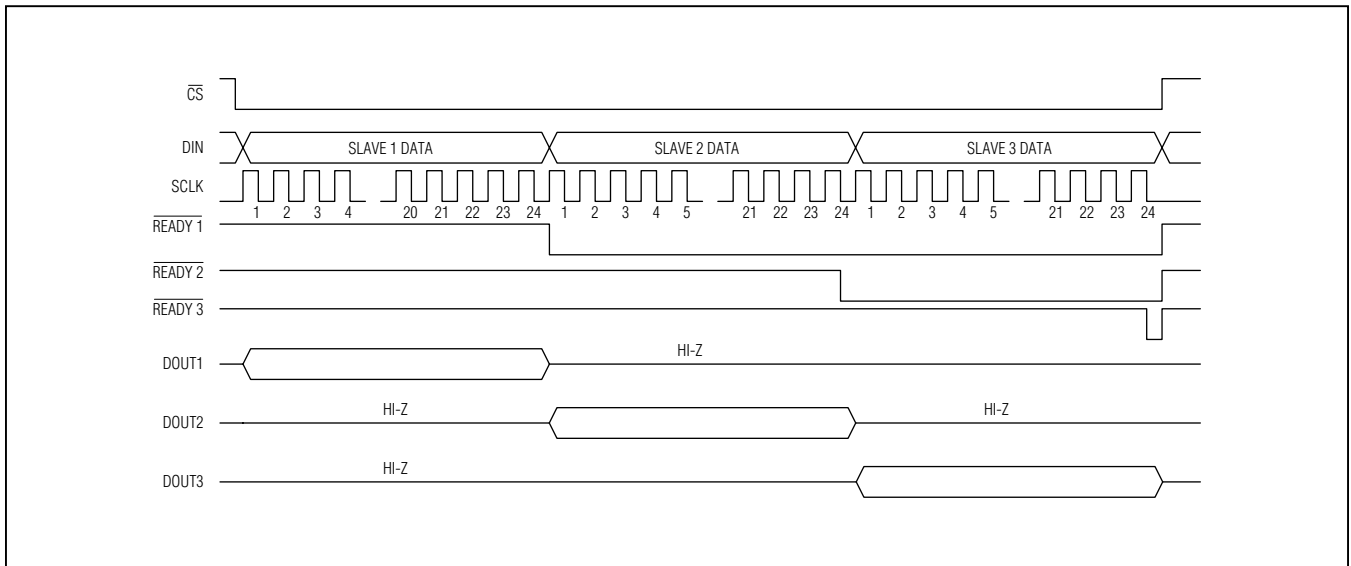 CS
DIN SLAVE 1 DATA SLAVE 2 DATA SLAVE 3 DATA
SCLK
1 2 3 4 20 21 22 23 24 1 2 3 4 5 21 22 23 24 1 2 3 4 5 21 22 23 24
READY 1
READY 2
READY 3
HI-Z
DOUT1
HI-Z HI-Z
DOUT2
HI-Z
DOUT3